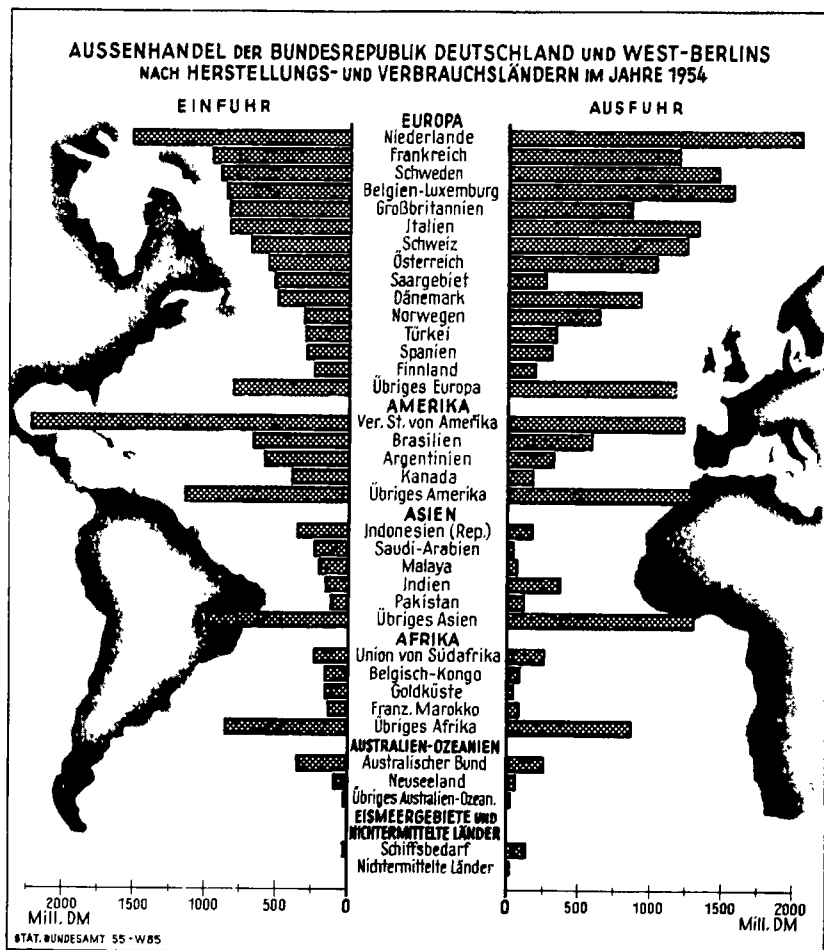 AUSSENHANDEL DER BUNDESREPUBLIK DEUTSCHLAND UND WEST-BERLINS
NACH HERSTELLUNGS- UND VERBRAUCHSLÄNDERN IM JAHRE 1954
EINFUHR
AUSFUHR
EUROPA
Niederlande
Frankreich
Schweden
Belgien-Luxemburg
Großbritannien
Italien
Schweiz
Österreich
Saargebiet
Dänemark
Norwegen
Türkei
Spanien
Finnland
Übriges Europa
AMERIKA
Ver. St. von Amerika
Brasilien
Argentinien
Kanada
Übriges Amerika
ASIEN
Indonesien (Rep.)
Saudi-Arabien
Malaya
Indien
Pakistan
Übriges Asien
AFRIKA
Union von Südafrika
Belgisch-Kongo
Goldküste
Franz. Marokko
Übriges Afrika
AUSTRALIEN-OZEANIEN
Australischer Bund
Neuseeland
Übriges Australien-Ozean.
EISMEERGEBIETE UND
NICHTERMITTELTE LÄNDER
Schiffsbedarf
Nichtermittelte Länder
2000 1500 1000 500 0
Mill. DM
0 500 1000 1500 2000
Mill. DM
STAT. BUNDESAMT 55 - W85